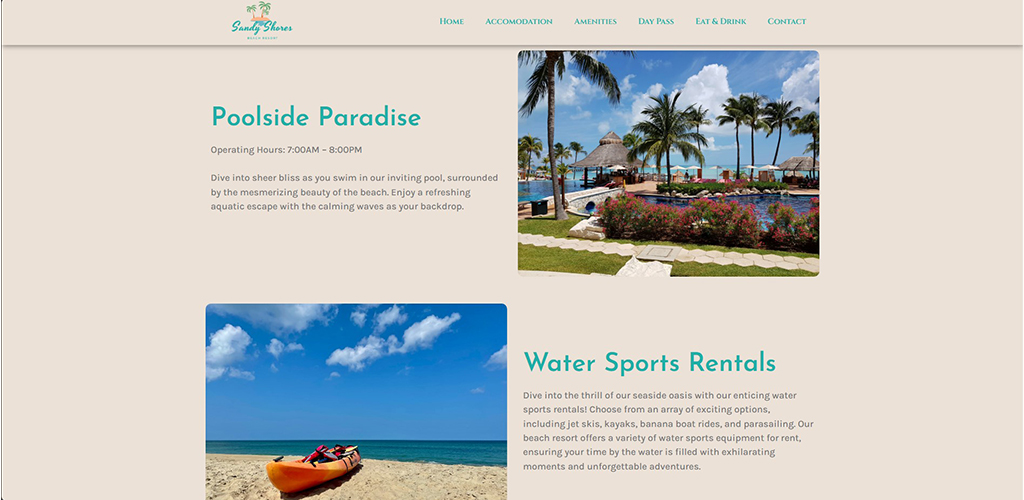 Sandy Shores
BEACH RESORT
Home Accomodation Amenities Day Pass Eat & Drink Contact
Poolside Paradise
Operating Hours: 7:00AM – 8:00PM
Dive into sheer bliss as you swim in our inviting pool, surrounded
by the mesmerizing beauty of the beach. Enjoy a refreshing
aquatic escape with the calming waves as your backdrop.
Water Sports Rentals
Dive into the thrill of our seaside oasis with our enticing water
sports rentals! Choose from an array of exciting options,
including jet skis, kayaks, banana boat rides, and parasailing. Our
beach resort offers a variety of water sports equipment for rent,
ensuring your time by the water is filled with exhilarating
moments and unforgettable adventures.